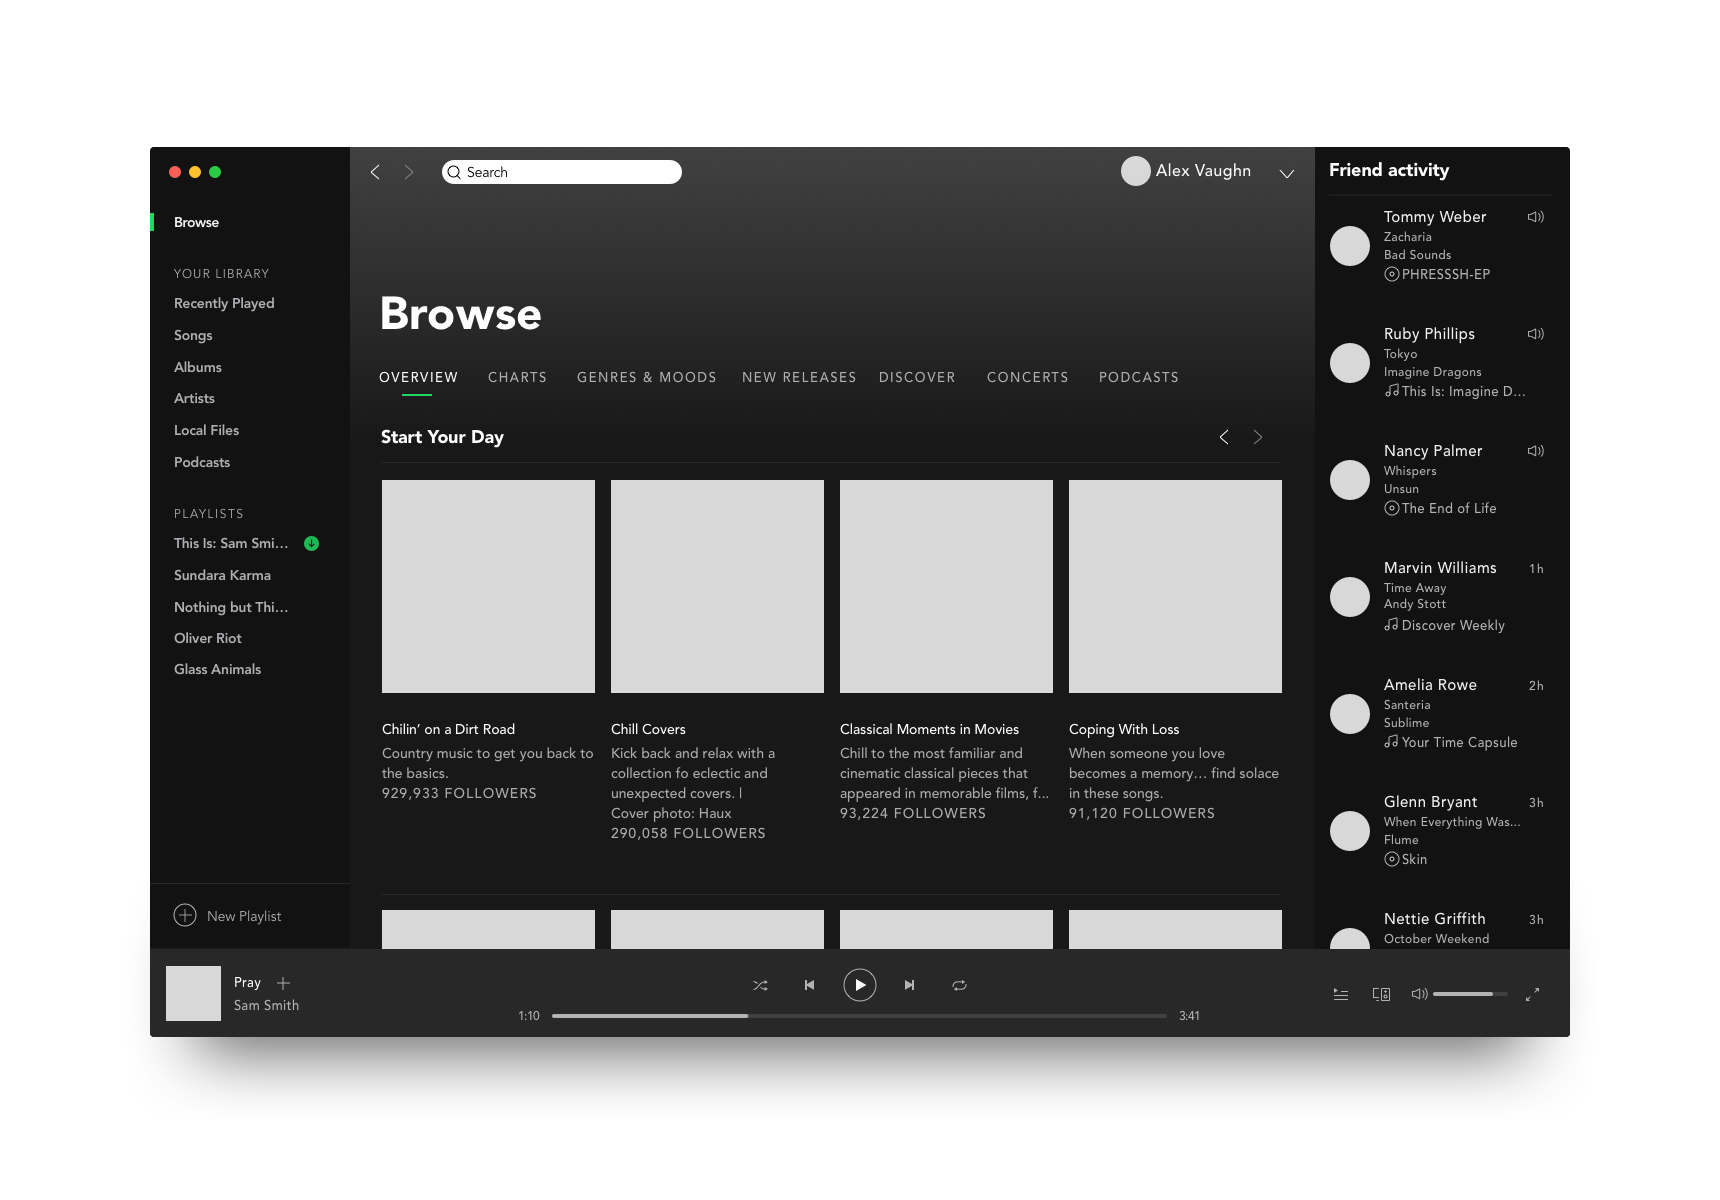 Browse
YOUR LIBRARY
Recently Played
Songs
Albums
Artists
Local Files
Podcasts
PLAYLISTS
This Is: Sam Smi...
Sundara Karma
Nothing but Thi...
Oliver Riot
Glass Animals
New Playlist
Search
Alex Vaughn
Browse
OVERVIEW CHARTS GENRES & MOODS NEW RELEASES DISCOVER CONCERTS PODCASTS
Start Your Day
Chilin’ on a Dirt Road
Country music to get you back to
the basics.
929,933 FOLLOWERS
Chill Covers
Kick back and relax with a
collection fo eclectic and
unexpected covers. |
Cover photo: Haux
290,058 FOLLOWERS
Classical Moments in Movies
Chill to the most familiar and
cinematic classical pieces that
appeared in memorable films, f...
93,224 FOLLOWERS
Coping With Loss
When someone you love
becomes a memory... find solace
in these songs.
91,120 FOLLOWERS
Friend activity
Tommy Weber
Zacharia
Bad Sounds
PHRESSSH-EP
Ruby Phillips
Tokyo
Imagine Dragons
This Is: Imagine D...
Nancy Palmer
Whispers
Unsun
The End of Life
Marvin Williams 1h
Time Away
Andy Stott
Discover Weekly
Amelia Rowe 2h
Santeria
Sublime
Your Time Capsule
Glenn Bryant 3h
When Everything Was...
Flume
Skin
Nettie Griffith 3h
October Weekend
Pray
Sam Smith
1:10
3:41